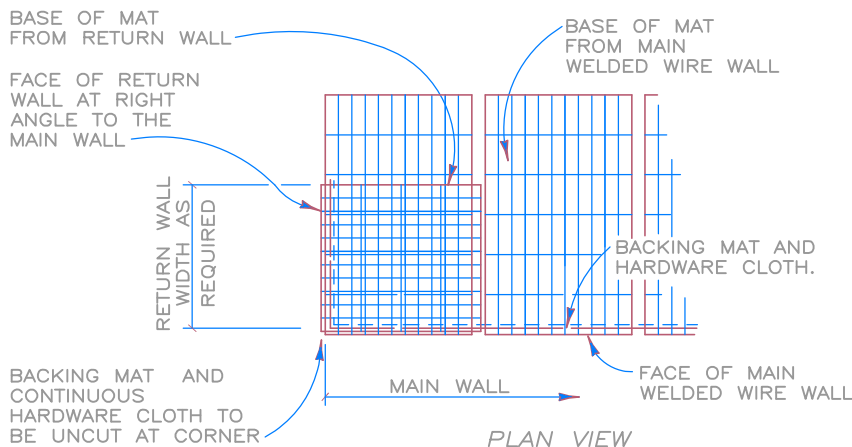 BASE OF MAT
FROM RETURN WALL
FACE OF RETURN
WALL AT RIGHT
ANGLE TO THE
MAIN WALL
BASE OF MAT
FROM MAIN
WELDED WIRE WALL
RETURN WALL
WIDTH AS
REQUIRED
BACKING MAT AND
HARDWARE CLOTH.
BACKING MAT AND
CONTINUOUS
HARDWARE CLOTH TO
BE UNCUT AT CORNER
MAIN WALL
FACE OF MAIN
WELDED WIRE WALL
PLAN VIEW